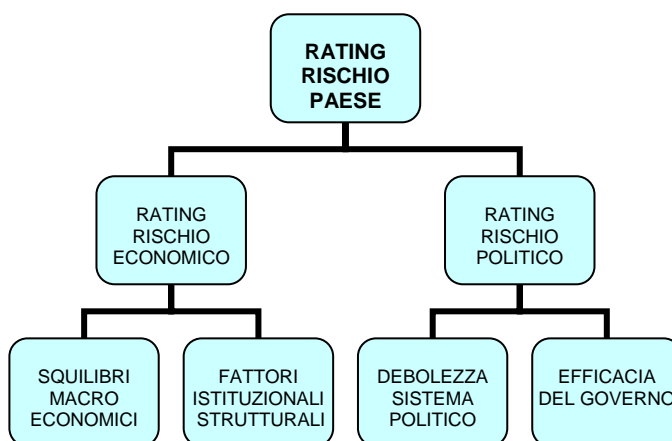 RATING
RISCHIO
PAESE
RATING
RISCHIO
ECONOMICO
RATING
RISCHIO
POLITICO
SQUILIBRI
MACRO
ECONOMICI
FATTORI
ISTITUZIONALI
STRUTTURALI
DEBOLEZZA
SISTEMA
POLITICO
EFFICACIA
DEL GOVERNO